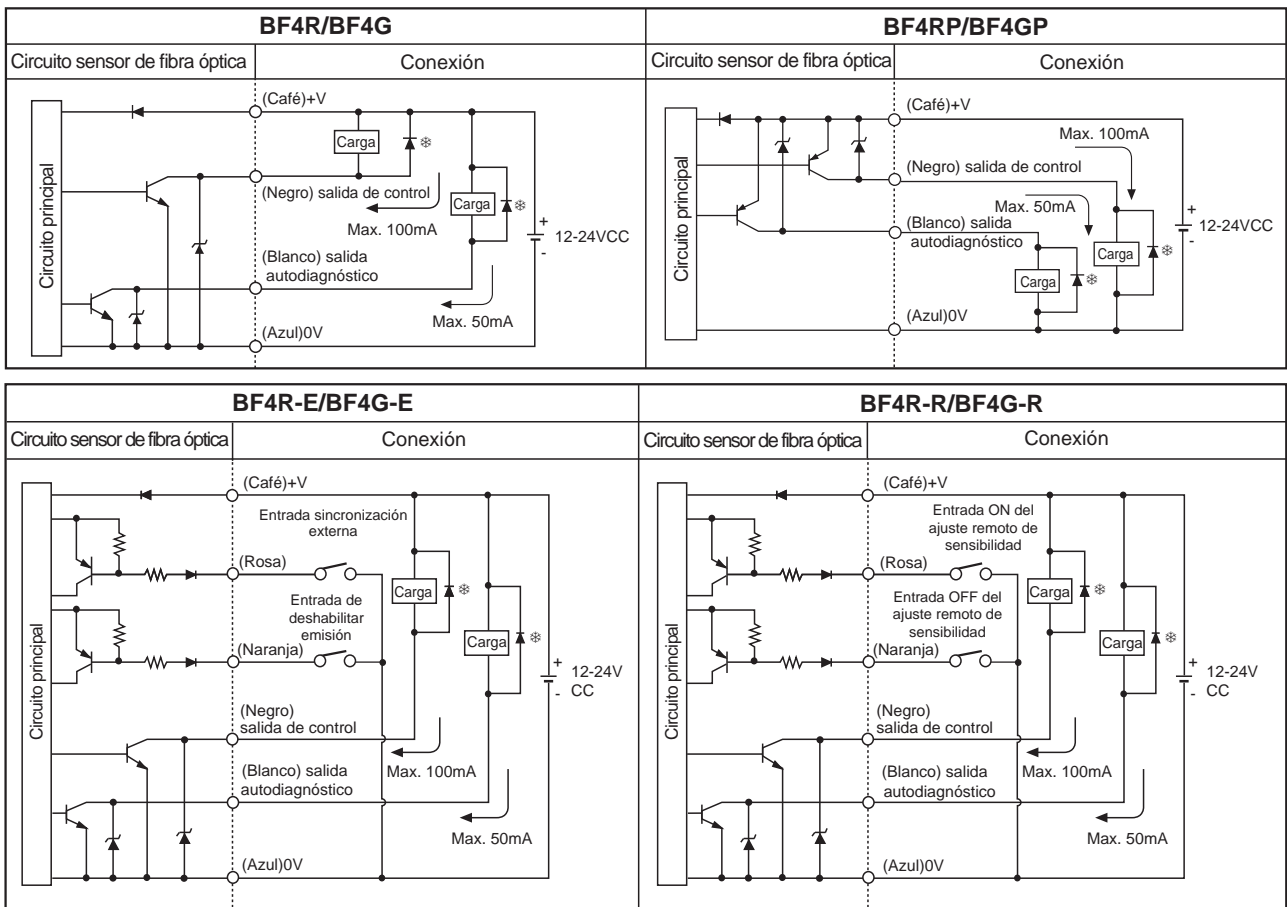 BF4R/BF4G
Circuito sensor de fibra óptica
Conexión
Circuito principal
(Café)+V
Carga
❄
(Negro) salida de control
Max. 100mA
Carga
❄
+
12-24VCC
-
(Blanco) salida
autodiagnóstico
Max. 50mA
(Azul)0V
BF4RP/BF4GP
Circuito sensor de fibra óptica
Conexión
Circuito principal
(Café)+V
Max. 100mA
(Negro) salida de control
Max. 50mA
(Blanco) salida
autodiagnóstico
Carga
❄
Carga
❄
+
12-24VCC
-
(Azul)0V
BF4R-E/BF4G-E
Circuito sensor de fibra óptica
Conexión
Circuito principal
(Café)+V
Entrada sincronización
externa
(Rosa)
Entrada de
deshabilitar
emisión
(Naranja)
Carga
❄
Carga
❄
+
12-24V
- CC
(Negro)
salida de control
Max. 100mA
(Blanco) salida
autodiagnóstico
Max. 50mA
(Azul)0V
BF4R-R/BF4G-R
Circuito sensor de fibra óptica
Conexión
Circuito principal
(Café)+V
Entrada ON del
ajuste remoto de
sensibilidad
(Rosa)
Entrada OFF del
ajuste remoto de
sensibilidad
(Naranja)
Carga
❄
Carga
❄
+
12-24V
- CC
(Negro)
salida de control
Max. 100mA
(Blanco) salida
autodiagnóstico
Max. 50mA
(Azul)0V